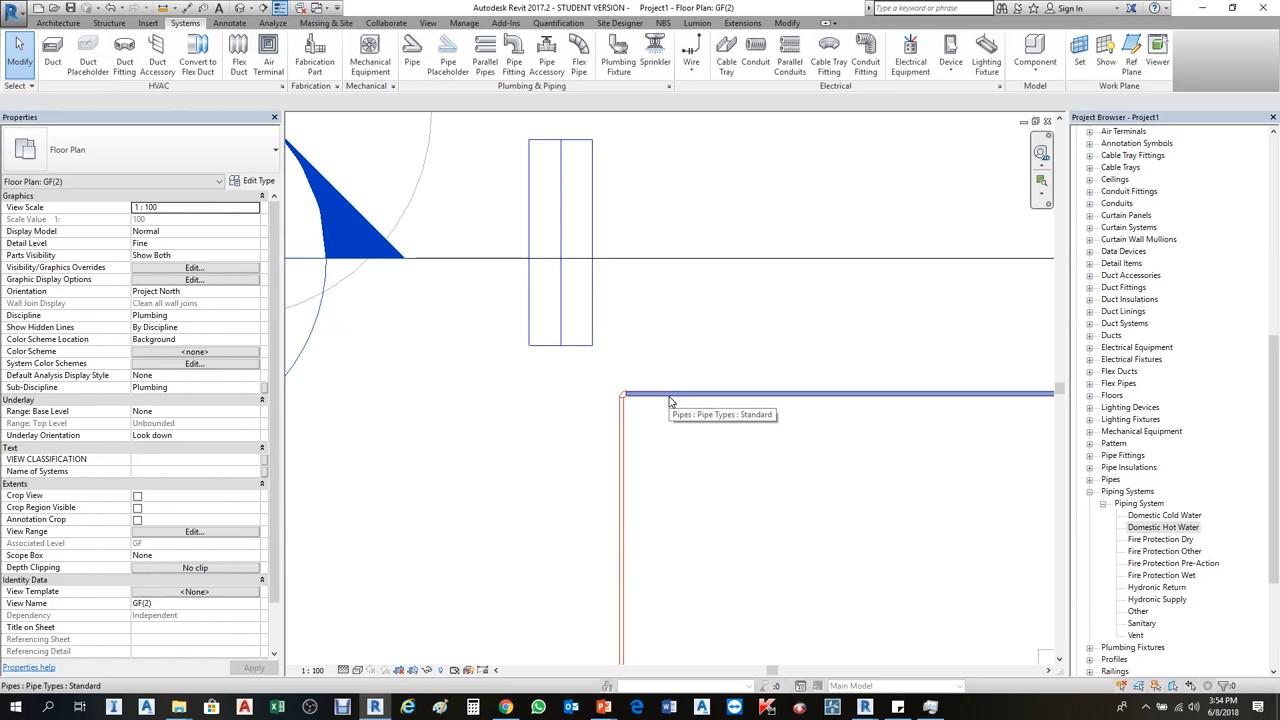 Autodesk Revit 2017.2 - STUDENT VERSION - Project1 - Floor Plan: GF(2)
Type a keyword or phrase
Sign In
Architecture Structure Insert Systems Annotate Analyze Massing & Site Collaborate View Manage Add-Ins Quantification Site Designer NBS Lumion Extensions Modify
Modify Duct Duct Placeholder Duct Fitting Duct Accessory Convert to Flex Duct Flex Duct Air Terminal Fabrication Part Mechanical Equipment Pipe Pipe Placeholder Parallel Pipes Pipe Fitting Pipe Accessory Flex Pipe Plumbing Fixture Sprinkler Wire Cable Tray Conduit Parallel Conduits Cable Tray Fitting Conduit Fitting Electrical Equipment Device Lighting Fixture Component Set Show Ref Plane Viewer
Select HVAC Fabrication Mechanical Plumbing & Piping Electrical Model Work Plane
Properties
Floor Plan
Floor Plan: GF(2) Edit Type
Graphics
View Scale 1 : 100
Scale Value 1: 100
Display Model Normal
Detail Level Fine
Parts Visibility Show Both
Visibility/Graphics Overrides Edit...
Graphic Display Options Edit...
Orientation Project North
Wall Join Display Clean all wall joins
Discipline Plumbing
Show Hidden Lines By Discipline
Color Scheme Location Background
Color Scheme <none>
System Color Schemes Edit...
Default Analysis Display Style None
Sub-Discipline Plumbing
Underlay
Range: Base Level None
Range: Top Level Unbounded
Underlay Orientation Look down
Text
VIEW CLASSIFICATION
Name of Systems
Extents
Crop View
Crop Region Visible
Annotation Crop
View Range Edit...
Associated Level GF
Scope Box None
Depth Clipping No clip
Identity Data
View Template <None>
View Name GF(2)
Dependency Independent
Title on Sheet
Referencing Sheet
Referencing Detail
Properties help Apply
Pipes : Pipe Types : Standard
1 : 100
Project Browser - Project1
Air Terminals
Annotation Symbols
Cable Tray Fittings
Cable Trays
Ceilings
Conduit Fittings
Conduits
Curtain Panels
Curtain Systems
Curtain Wall Mullions
Data Devices
Detail Items
Duct Accessories
Duct Fittings
Duct Insulations
Duct Linings
Duct Systems
Ducts
Electrical Equipment
Electrical Fixtures
Flex Ducts
Flex Pipes
Floors
Lighting Devices
Lighting Fixtures
Mechanical Equipment
Pattern
Pipe Fittings
Pipe Insulations
Pipes
Piping Systems
Piping System
Domestic Cold Water
Domestic Hot Water
Fire Protection Dry
Fire Protection Other
Fire Protection Pre-Action
Fire Protection Wet
Hydronic Return
Hydronic Supply
Other
Sanitary
Vent
Plumbing Fixtures
Profiles
Railings
Pipes : Pipe Types : Standard
:0 Main Model :0
3:54 PM
6/8/2018